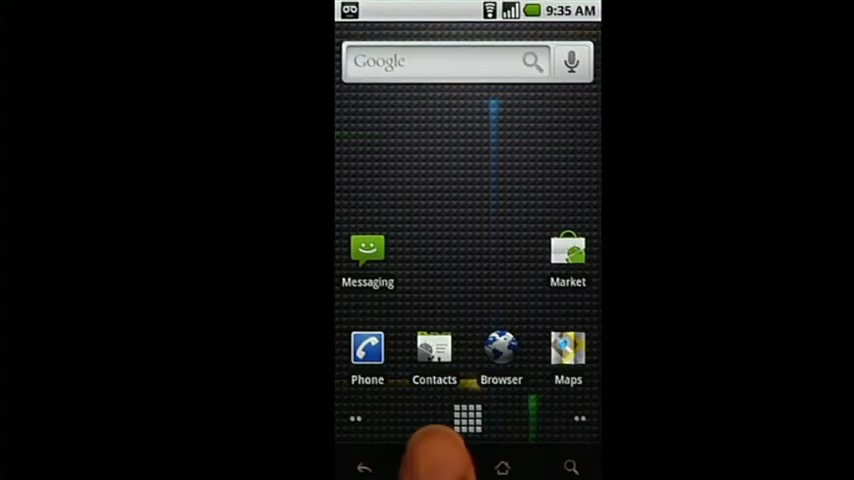 9:35 AM
Google
Messaging
Market
Phone
Contacts
Browser
Maps